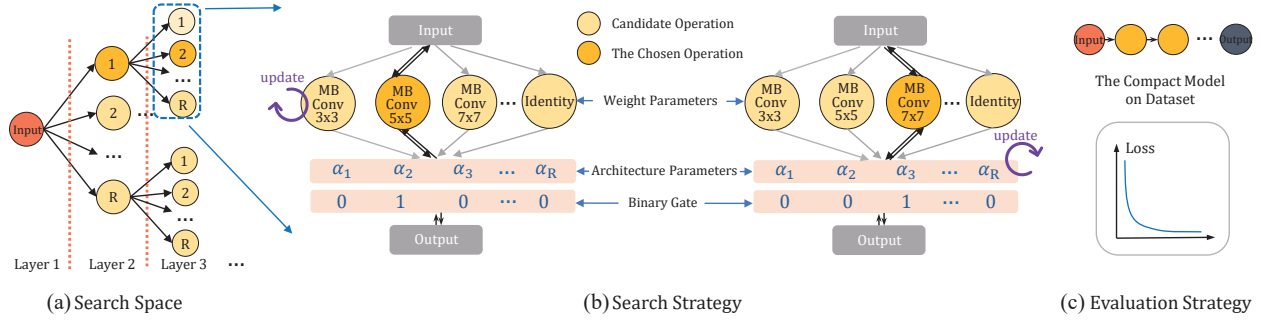 Input
1
2
...
R
1
2
...
R
1
2
...
R
Layer 1
Layer 2
Layer 3
...
(a) Search Space
Candidate Operation
The Chosen Operation
Input
update
MB
Conv
3x3
MB
Conv
5x5
MB
Conv
7x7
...
Identity
Weight Parameters
α1 α2 α3 ... αR
Architecture Parameters
0 1 0 ... 0
Binary Gate
Output
Input
MB
Conv
3x3
MB
Conv
5x5
MB
Conv
7x7
...
Identity
update
α1 α2 α3 ... αR
0 0 1 ... 0
Output
(b) Search Strategy
Input
...
Output
The Compact Model
on Dataset
Loss
(c) Evaluation Strategy